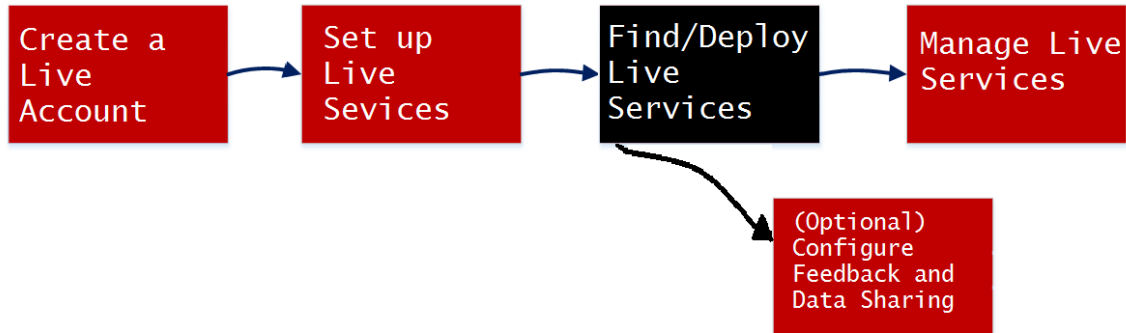 Create a
Live
Account
Set up
Live
Sevices
Find/Deploy
Live
Services
Manage Live
Services
(Optional)
Configure
Feedback and
Data Sharing